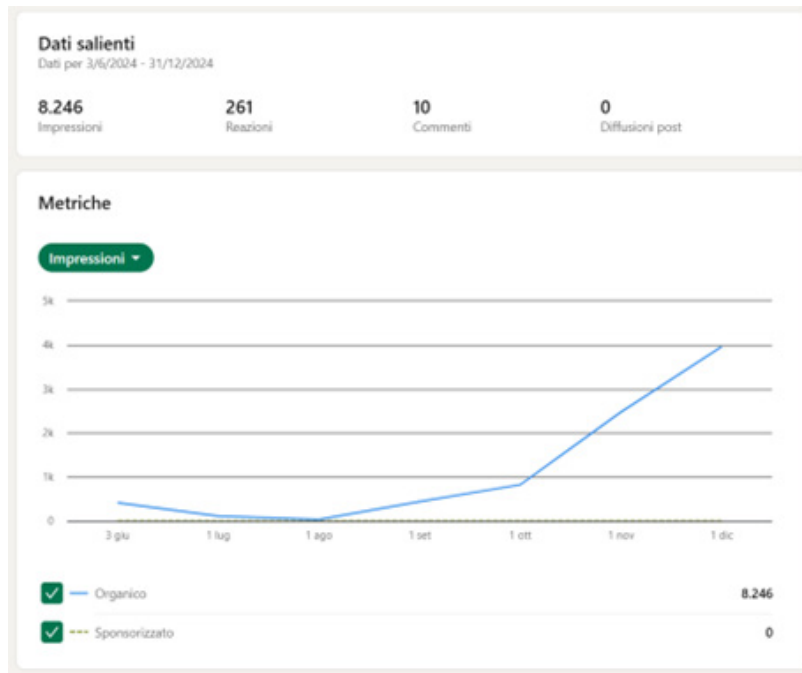 Dati salienti
Dati per 3/6/2024 - 31/12/2024
8.246 261 10 0
Impressioni Reazioni Commenti Diffusioni post
Metriche
Impressioni
5k
4k
3k
2k
1k
0
3 giu 1 lug 1 ago 1 set 1 ott 1 nov 1 dic
Organico 8.246
Sponsorizzato 0